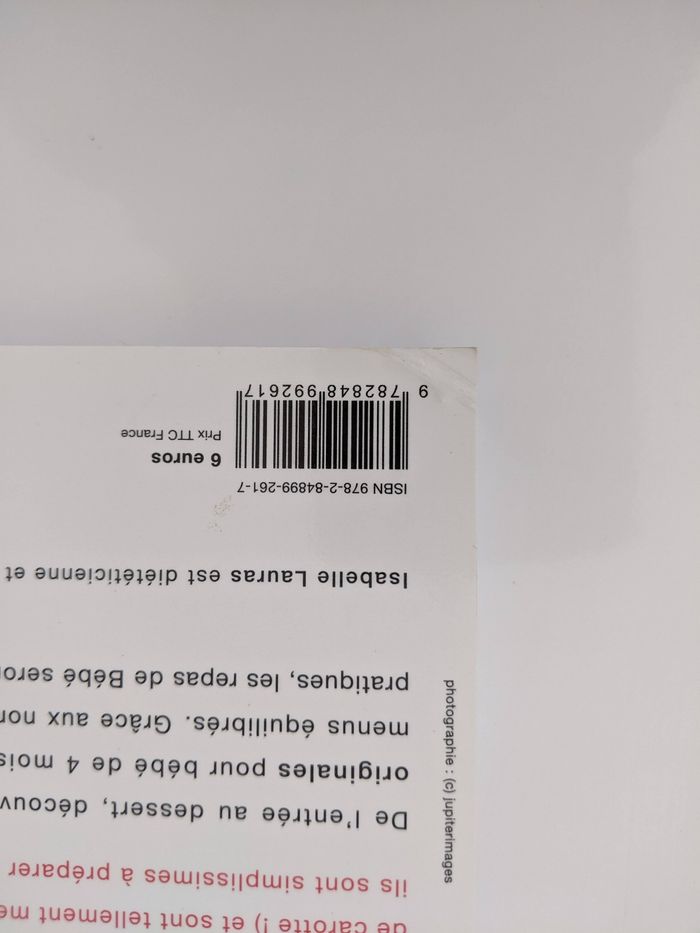 de carotte !) et sont tellement
ils sont simplissimes à préparer
De l'entrée au dessert,
originales pour bébé de 4 mois
menus équilibrés. Grâce aux
pratiques, les repas de Bébé
Isabelle Lauras est diététicienne et
ISBN 978-2-84899-261-7
6 euros
Prix TTC France
9 782848 992617
photographie : (c) jupiterimages